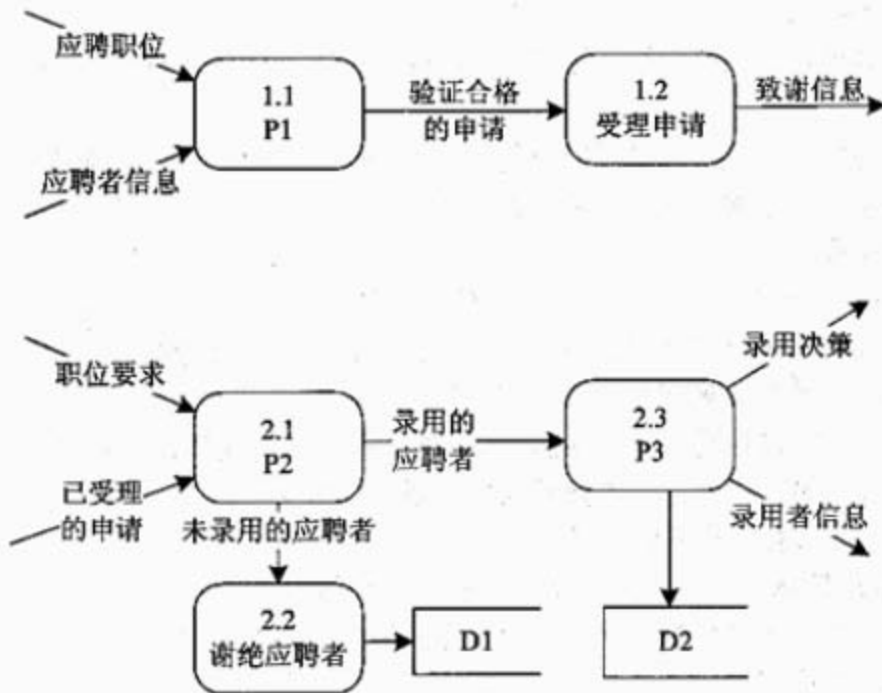 应聘职位
应聘者信息
1.1
P1
验证合格
的申请
1.2
受理申请
致谢信息
职位要求
已受理
的申请
2.1
P2
录用的
应聘者
2.3
P3
录用决策
录用者信息
未录用的应聘者
2.2
谢绝应聘者
D1
D2